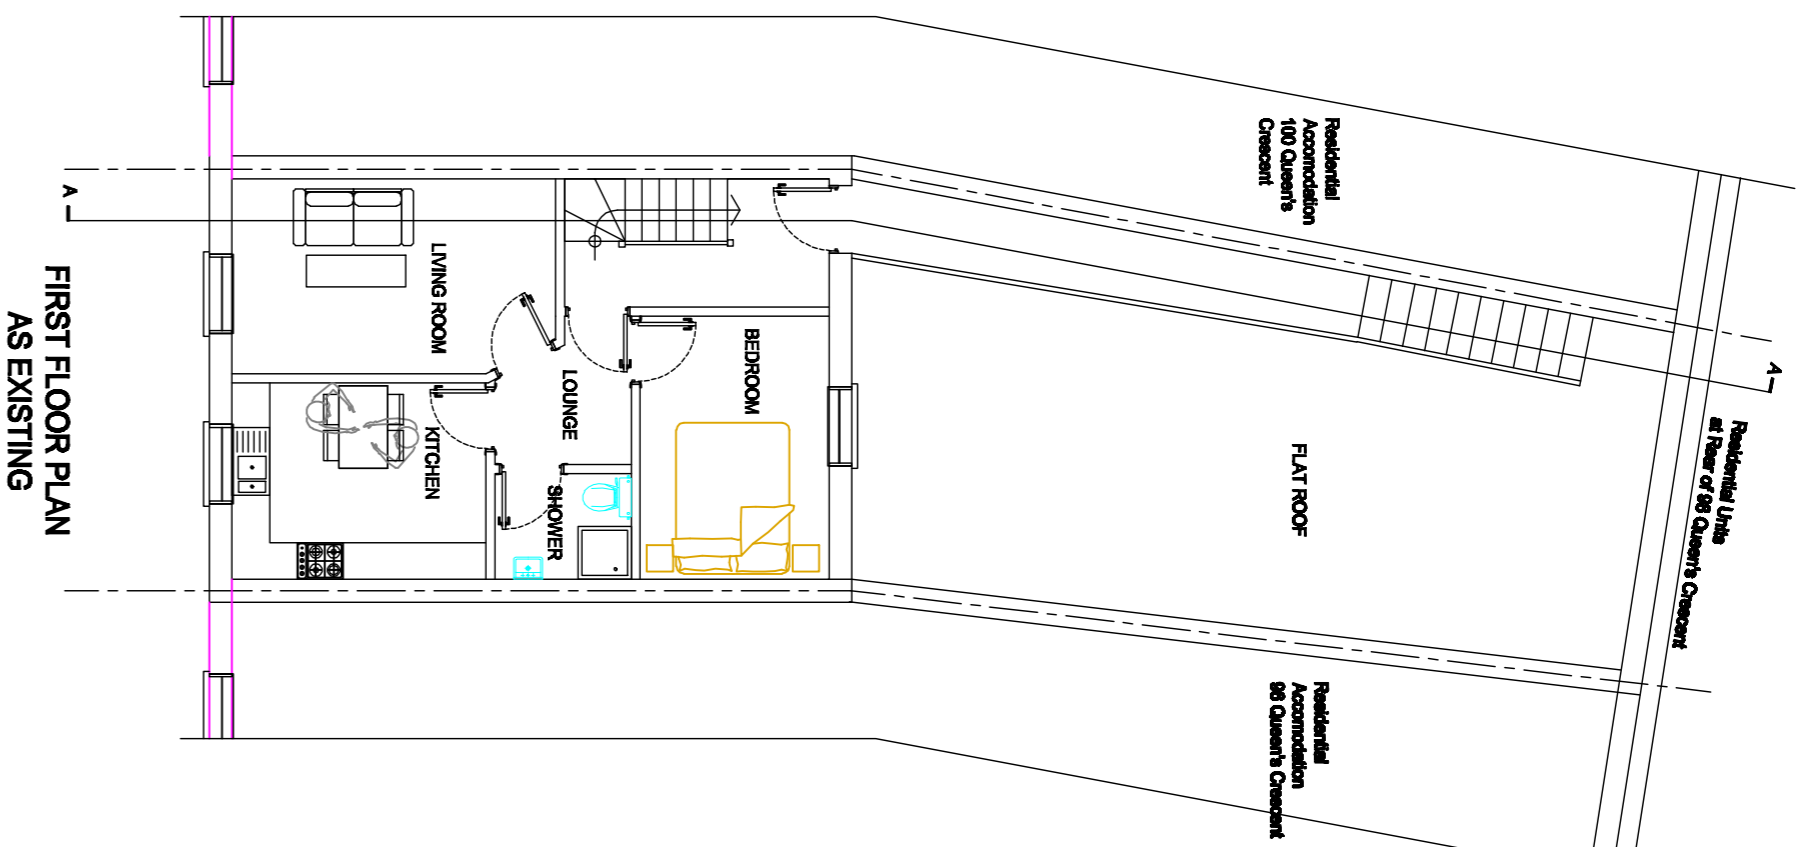 Residential
Accomodation
100 Queen's
Crescent
A
A
Residential Units
at Rear of 98 Queen's Crescent
LIVING ROOM
BEDROOM
LOUNGE
KITCHEN
SHOWER
FLAT ROOF
Residential
Accomodation
96 Queen's Crescent
FIRST FLOOR PLAN
AS EXISTING